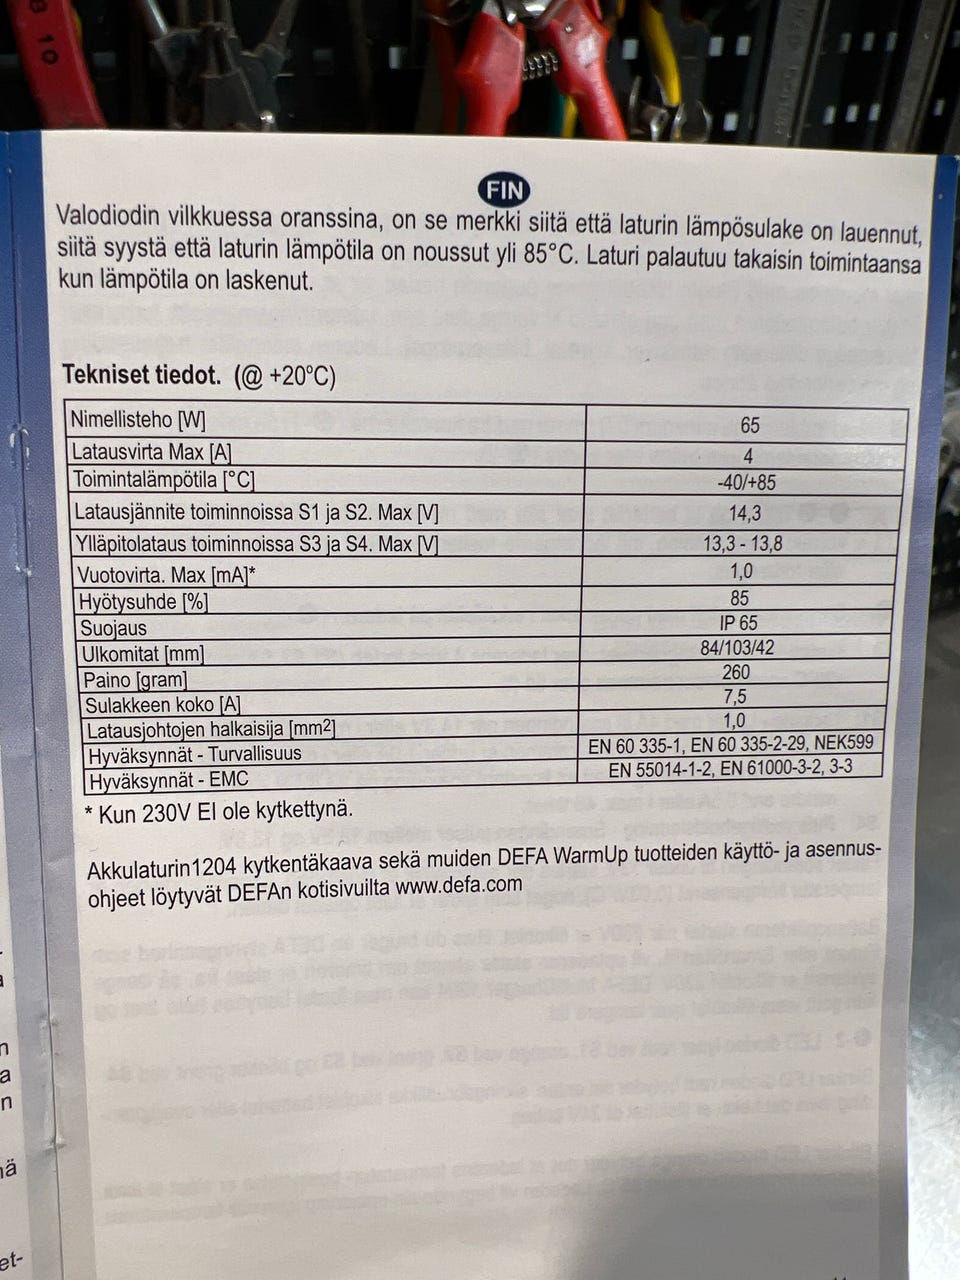 8 10
FIN
Valodiodin vilkkuessa oranssina, on se merkki siitä että laturin lämpösulake on lauennut,
siitä syystä että laturin lämpötila on noussut yli 85°C. Laturi palautuu takaisin toimintaansa
kun lämpötila on laskenut.
Tekniset tiedot. (@ +20°C)
Nimellisteho [W] 65
Latausvirta Max [A] 4
Toimintalämpötila [°C] -40/+85
Latausjännite toiminnoissa S1 ja S2. Max [V] 14,3
Ylläpitolataus toiminnoissa S3 ja S4. Max [V] 13,3 - 13,8
Vuotovirta. Max [mA]* 1,0
Hyötysuhde [%] 85
Suojaus IP 65
Ulkomitat [mm] 84/103/42
Paino [gram] 260
Sulakkeen koko [A] 7,5
Latausjohtojen halkaisija [mm2] 1,0
Hyväksynnät - Turvallisuus EN 60 335-1, EN 60 335-2-29, NEK599
Hyväksynnät - EMC EN 55014-1-2, EN 61000-3-2, 3-3
* Kun 230V EI ole kytkettynä.
Akkulaturin1204 kytkentäkaava sekä muiden DEFA WarmUp tuotteiden käyttö- ja asennus-
ohjeet löytyvät DEFAn kotisivuilta www.defa.com